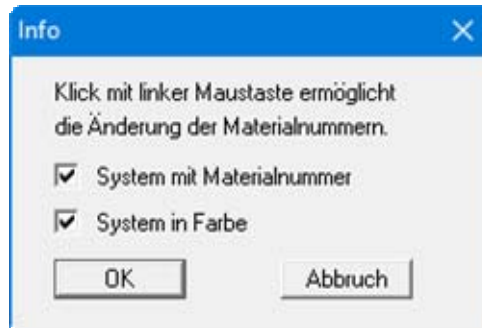 Info
Klick mit linker Maustaste ermöglicht
die Änderung der Materialnummern.
System mit Materialnummer
System in Farbe
OK Abbruch